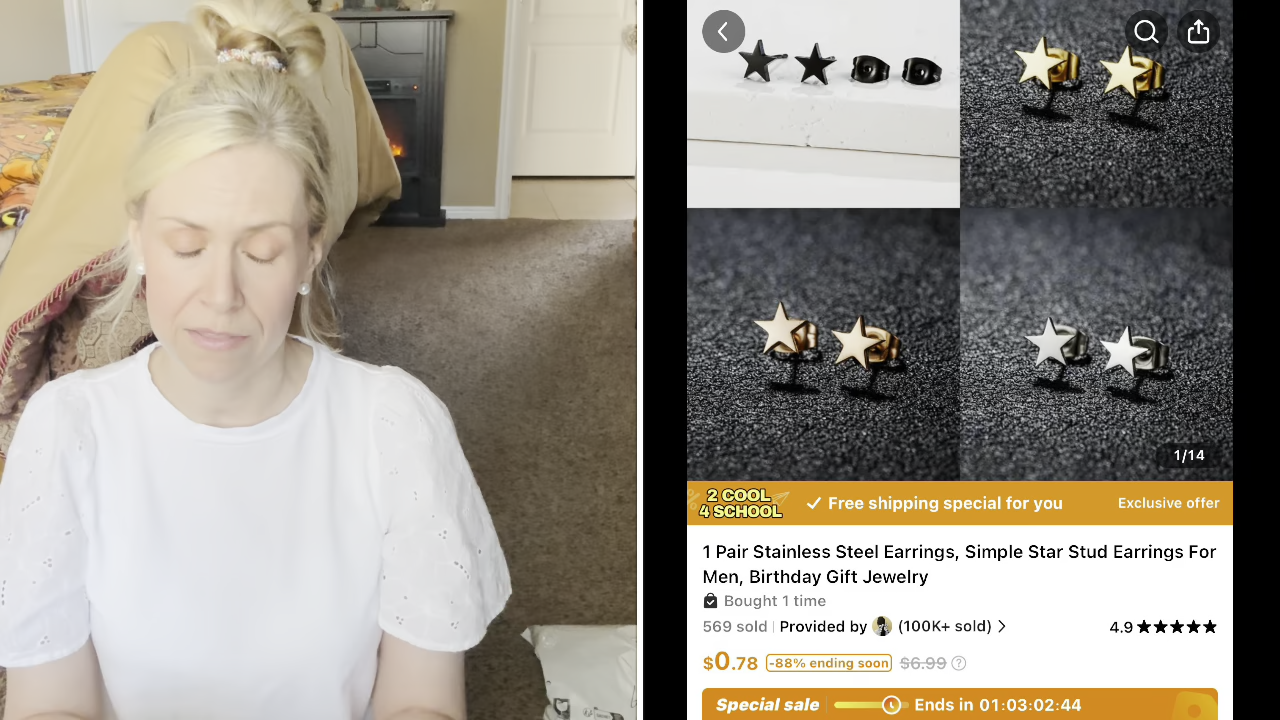 1/14
2 COOL
4 SCHOOL
Free shipping special for you
Exclusive offer
1 Pair Stainless Steel Earrings, Simple Star Stud Earrings For
Men, Birthday Gift Jewelry
Bought 1 time
569 sold | Provided by (100K+ sold) >
4.9 ★★★★★
$0.78 -88% ending soon $6.99 ?
Special sale Ends in 01:03:02:44